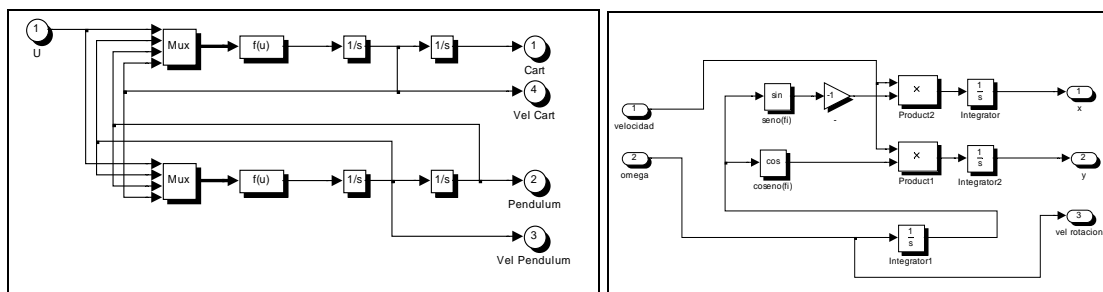 1
U
Mux
f(u)
1/s
1/s
1
Cart
4
Vel Cart
Mux
f(u)
1/s
1/s
2
Pendulum
3
Vel Pendulum
1
velocidad
2
omega
sin
seno(fi)
-1
-
cos
coseno(fi)
×
Product2
1
s
Integrator
1
x
×
Product1
1
s
Integrator2
2
y
1
s
Integrator1
3
vel rotacion